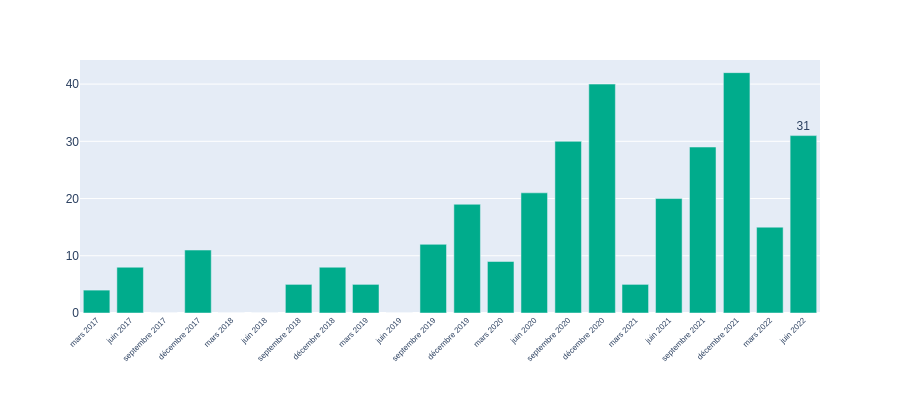 40
30
20
10
0
31
mars 2017
juin 2017
septembre 2017
décembre 2017
mars 2018
juin 2018
septembre 2018
décembre 2018
mars 2019
juin 2019
septembre 2019
décembre 2019
mars 2020
juin 2020
septembre 2020
décembre 2020
mars 2021
juin 2021
septembre 2021
décembre 2021
mars 2022
juin 2022